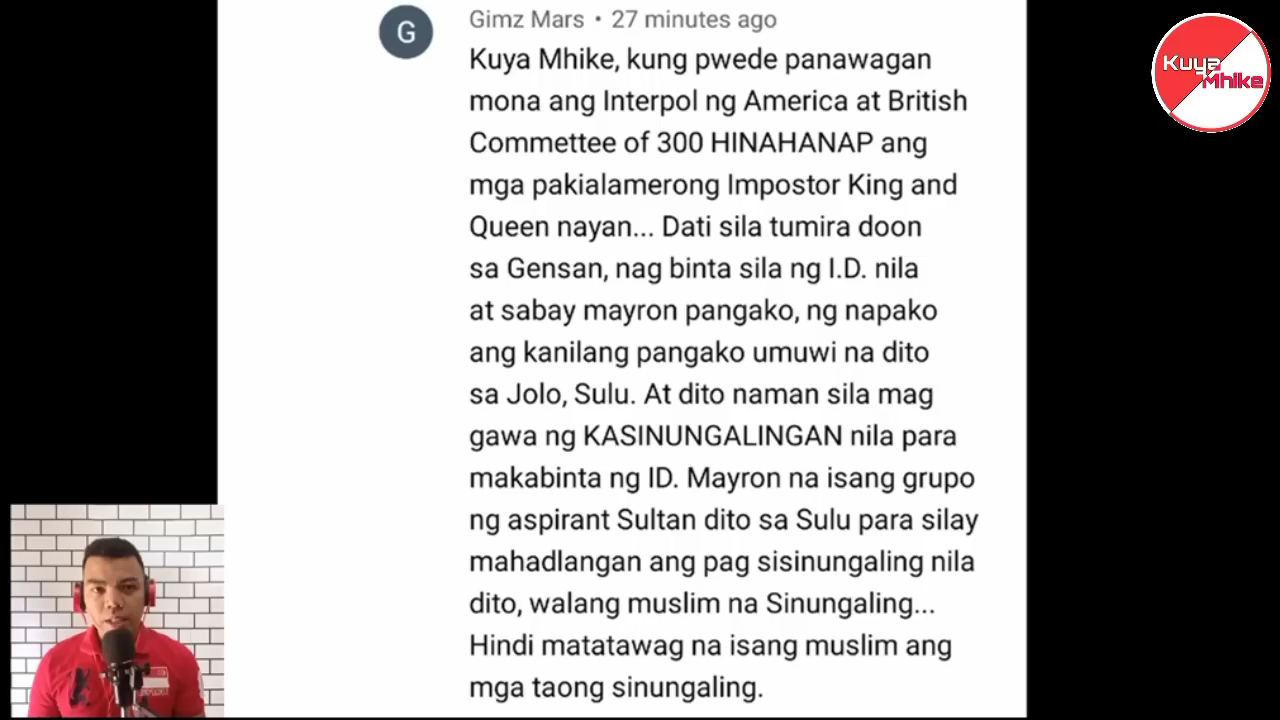 G
Gimz Mars • 27 minutes ago
Kuya Mhike, kung pwede panawagan
mona ang Interpol ng America at British
Commettee of 300 HINAHANAP ang
mga pakialamerong Impostor King and
Queen nayan... Dati sila tumira doon
sa Gensan, nag binta sila ng I.D. nila
at sabay mayron pangako, ng napako
ang kanilang pangako umuwi na dito
sa Jolo, Sulu. At dito naman sila mag
gawa ng KASINUNGALINGAN nila para
makabinta ng ID. Mayron na isang grupo
ng aspirant Sultan dito sa Sulu para silay
mahadlangan ang pag sisinungaling nila
dito, walang muslim na Sinungaling...
Hindi matatawag na isang muslim ang
mga taong sinungaling.
Kuya
Mhike